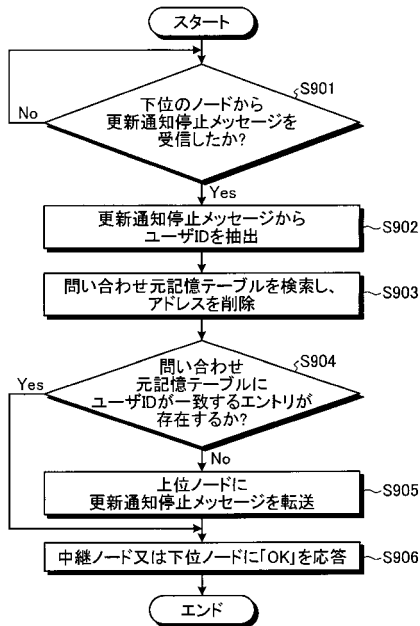 スタート
S901
下位のノードから
更新通知停止メッセージを
受信したか?
No
Yes
更新通知停止メッセージから
ユーザIDを抽出
S902
問い合わせ元記憶テーブルを検索し、
アドレスを削除
S903
S904
問い合わせ
元記憶テーブルに
ユーザIDが一致するエントリが
存在するか?
Yes
No
上位ノードに
更新通知停止メッセージを転送
S905
中継ノード又は下位ノードに「OK」を応答
S906
エンド